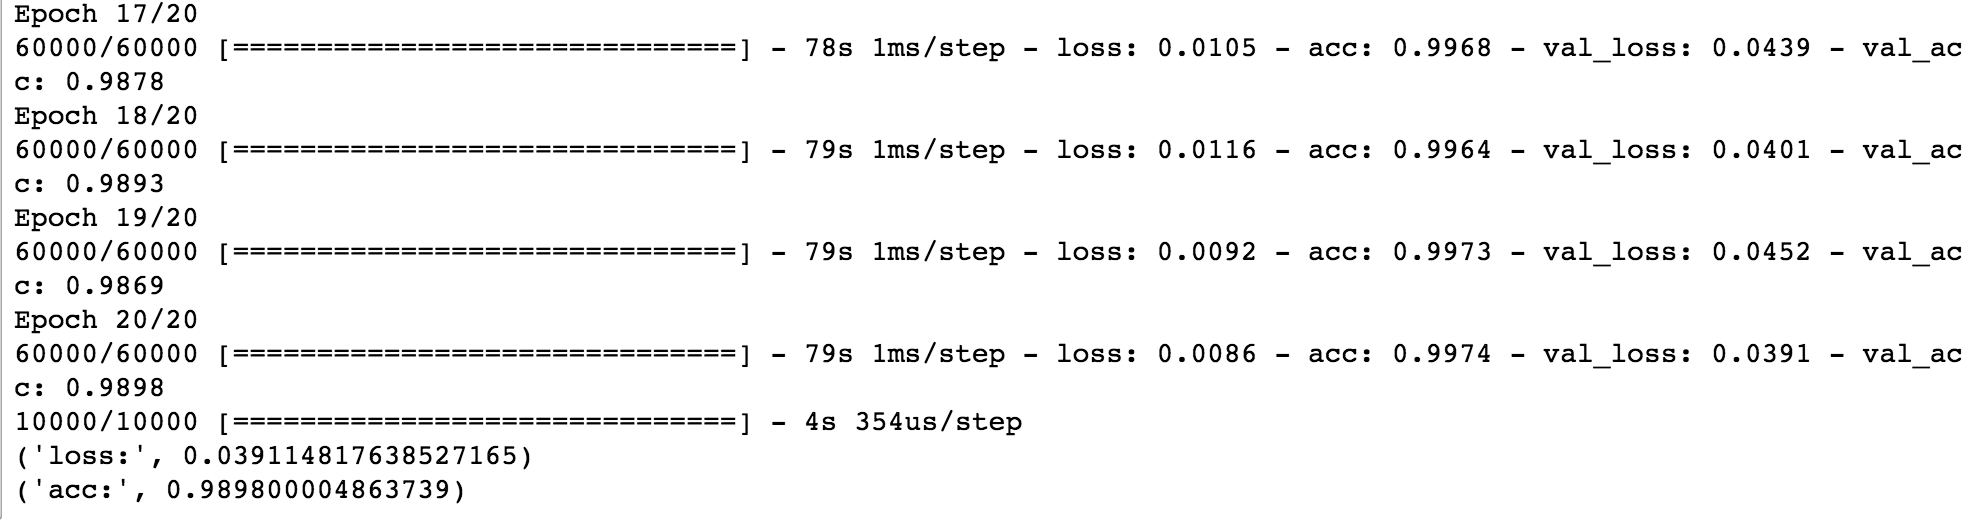 Epoch 17/20
60000/60000 [==============================] - 78s 1ms/step - loss: 0.0105 - acc: 0.9968 - val_loss: 0.0439 - val_ac
c: 0.9878
Epoch 18/20
60000/60000 [==============================] - 79s 1ms/step - loss: 0.0116 - acc: 0.9964 - val_loss: 0.0401 - val_ac
c: 0.9893
Epoch 19/20
60000/60000 [==============================] - 79s 1ms/step - loss: 0.0092 - acc: 0.9973 - val_loss: 0.0452 - val_ac
c: 0.9869
Epoch 20/20
60000/60000 [==============================] - 79s 1ms/step - loss: 0.0086 - acc: 0.9974 - val_loss: 0.0391 - val_ac
c: 0.9898
10000/10000 [==============================] - 4s 354us/step
('loss:', 0.039114817638527165)
('acc:', 0.989800004863739)